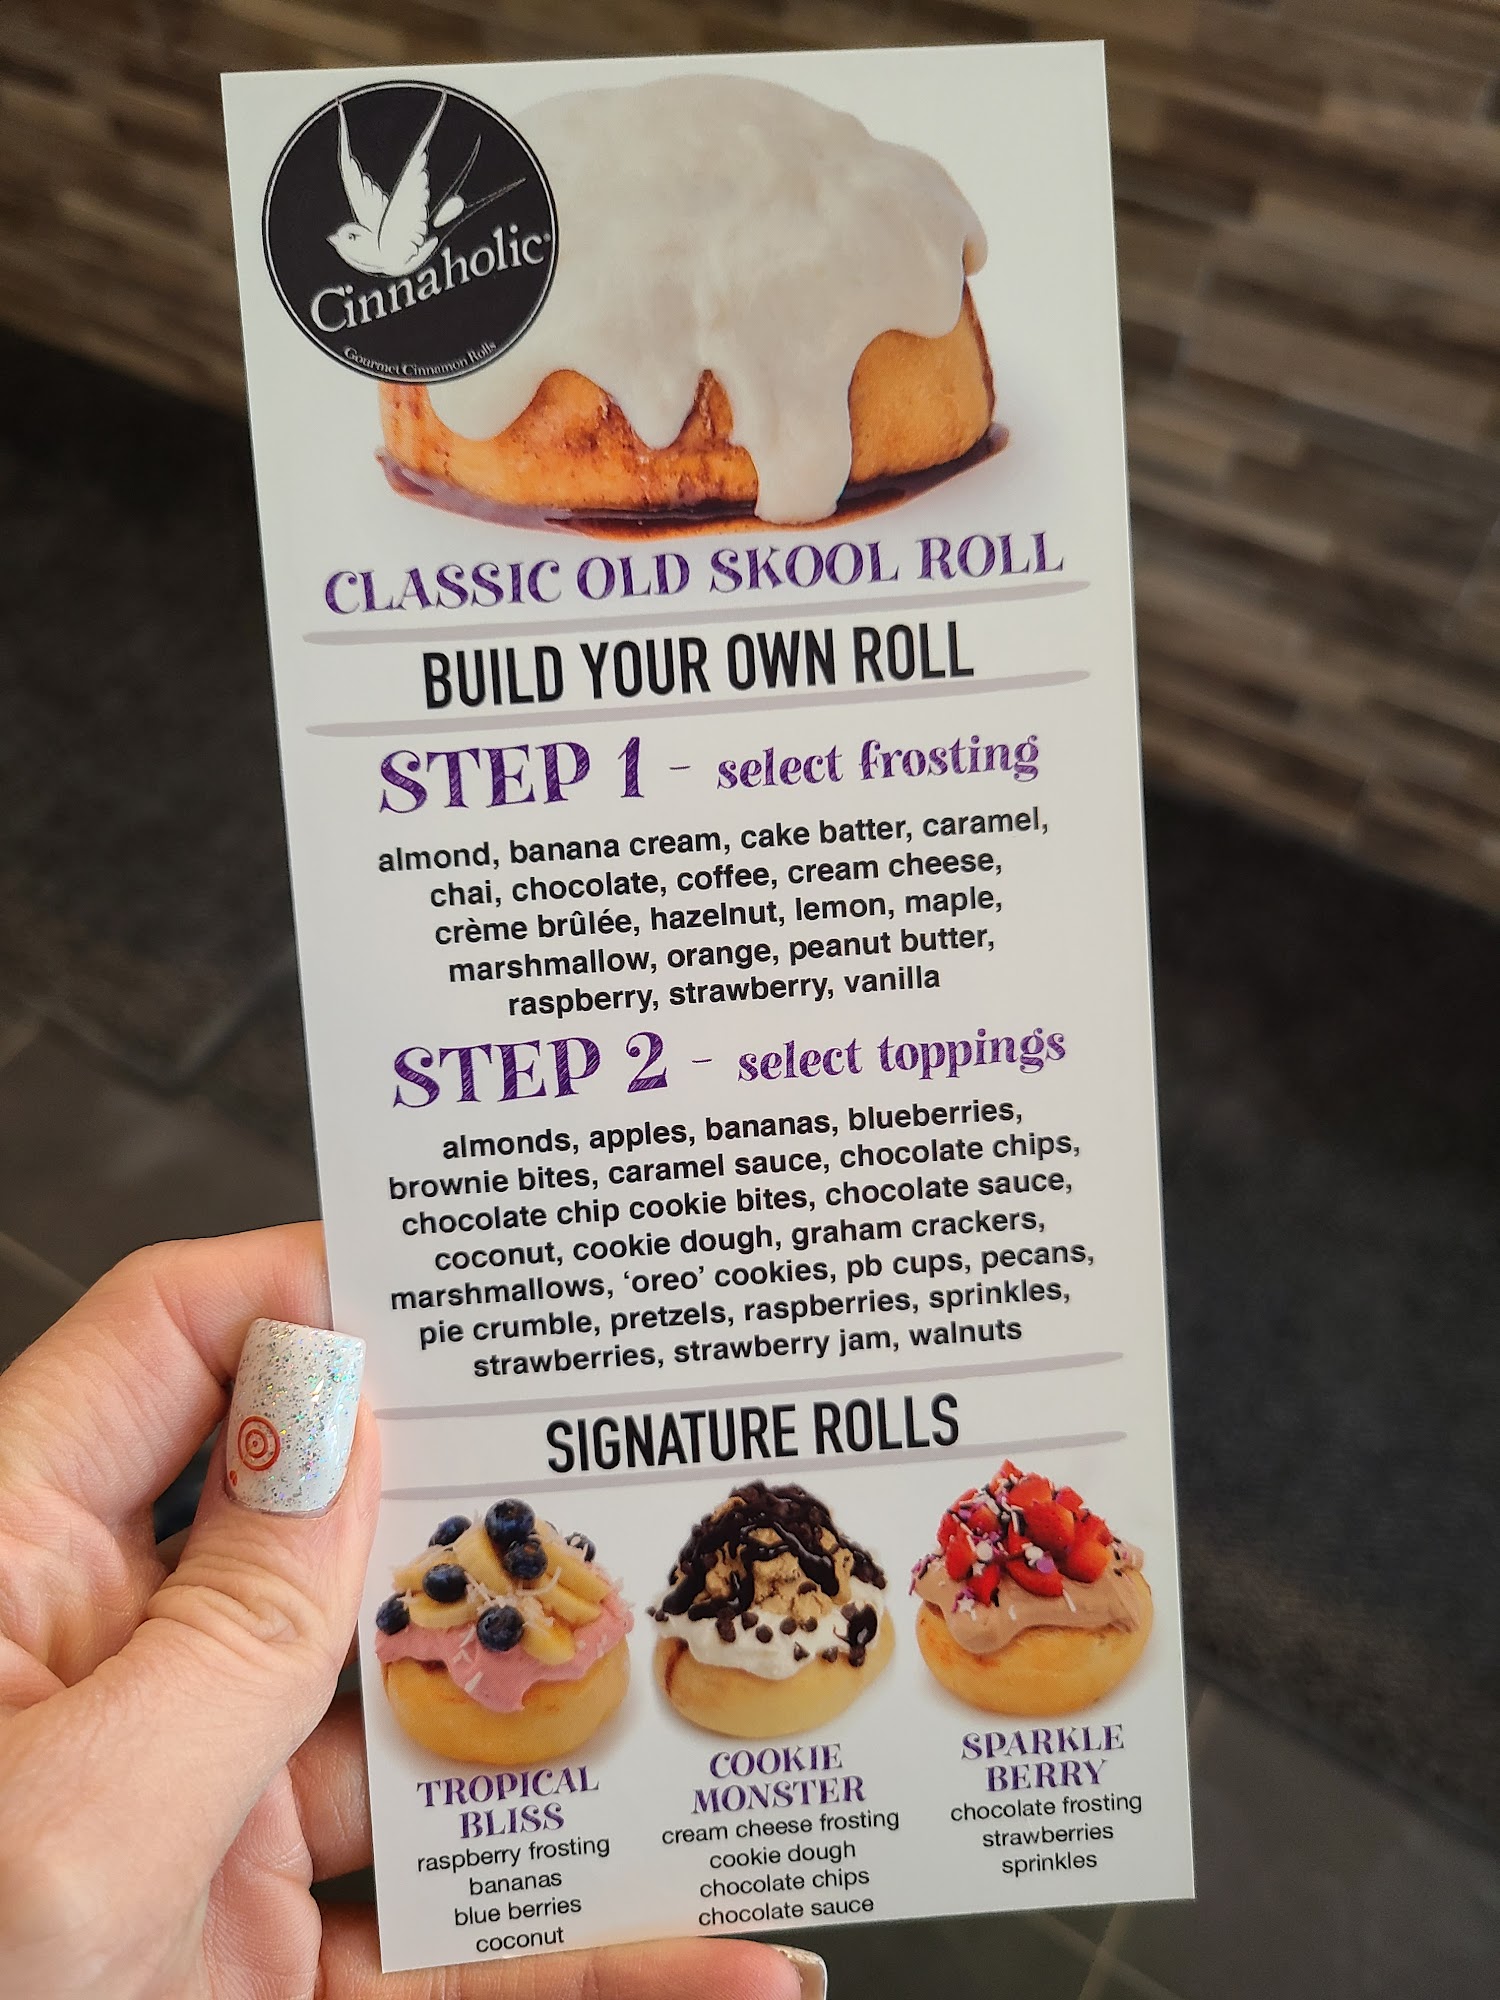 Cinnaholic
Gourmet Cinnamon Rolls
CLASSIC OLD SKOOL ROLL
BUILD YOUR OWN ROLL
STEP 1 - select frosting
almond, banana cream, cake batter, caramel,
chai, chocolate, coffee, cream cheese,
crème brûlée, hazelnut, lemon, maple,
marshmallow, orange, peanut butter,
raspberry, strawberry, vanilla
STEP 2 - select toppings
almonds, apples, bananas, blueberries,
brownie bites, caramel sauce, chocolate chips,
chocolate chip cookie bites, chocolate sauce,
coconut, cookie dough, graham crackers,
marshmallows, ‘oreo’ cookies, pb cups, pecans,
pie crumble, pretzels, raspberries, sprinkles,
strawberries, strawberry jam, walnuts
SIGNATURE ROLLS
TROPICAL
BLISS
raspberry frosting
bananas
blue berries
coconut
COOKIE
MONSTER
cream cheese frosting
cookie dough
chocolate chips
chocolate sauce
SPARKLE
BERRY
chocolate frosting
strawberries
sprinkles